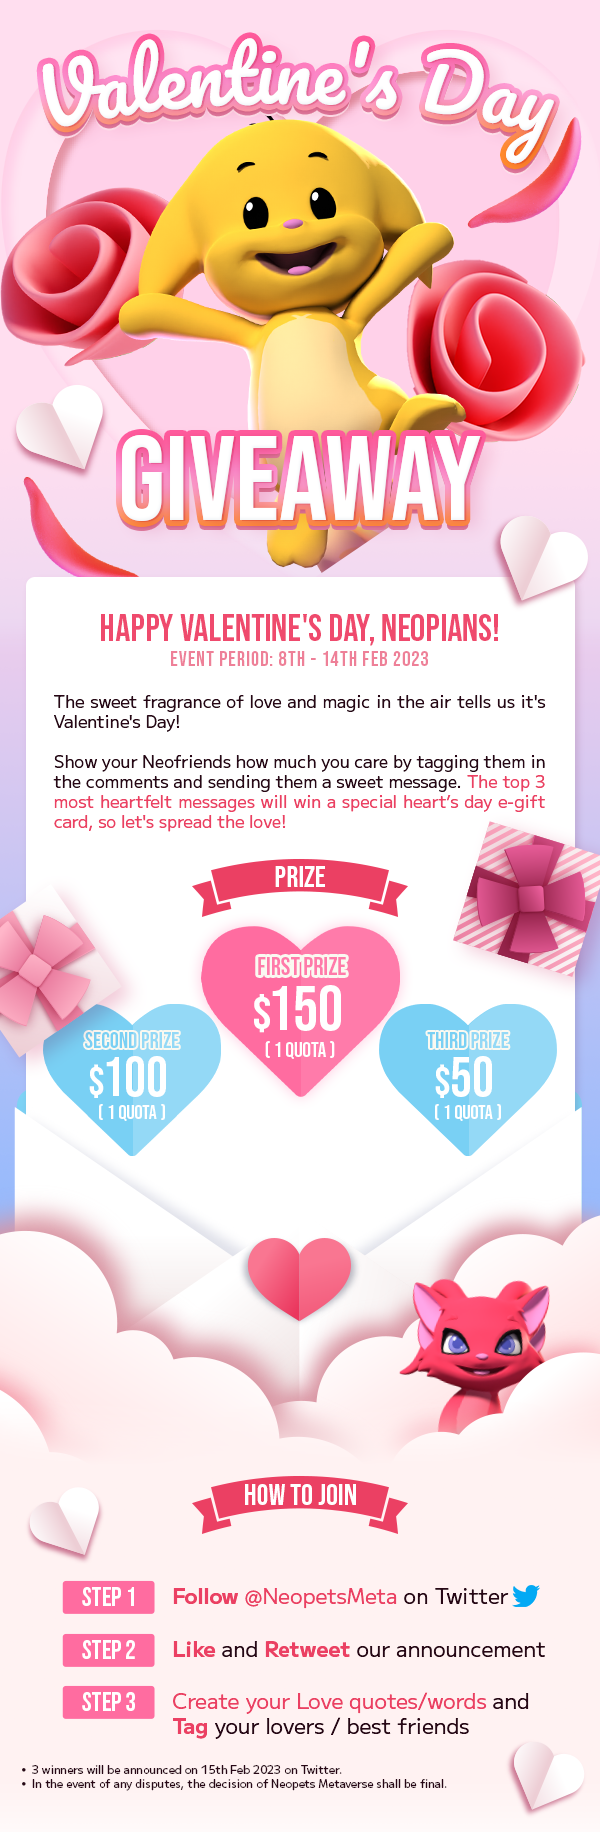 Valentine's Day
GIVEAWAY
HAPPY VALENTINE'S DAY, NEOPIANS!
EVENT PERIOD: 8TH - 14TH FEB 2023
The sweet fragrance of love and magic in the air tells us it's
Valentine's Day!
Show your Neofriends how much you care by tagging them in
the comments and sending them a sweet message. The top 3
most heartfelt messages will win a special heart’s day e-gift
card, so let's spread the love!
PRIZE
FIRST PRIZE
$150
( 1 QUOTA )
SECOND PRIZE
$100
( 1 QUOTA )
THIRD PRIZE
$50
( 1 QUOTA )
HOW TO JOIN
STEP 1 Follow @NeopetsMeta on Twitter
STEP 2 Like and Retweet our announcement
STEP 3 Create your Love quotes/words and
Tag your lovers / best friends
• 3 winners will be announced on 15th Feb 2023 on Twitter.
• In the event of any disputes, the decision of Neopets Metaverse shall be final.